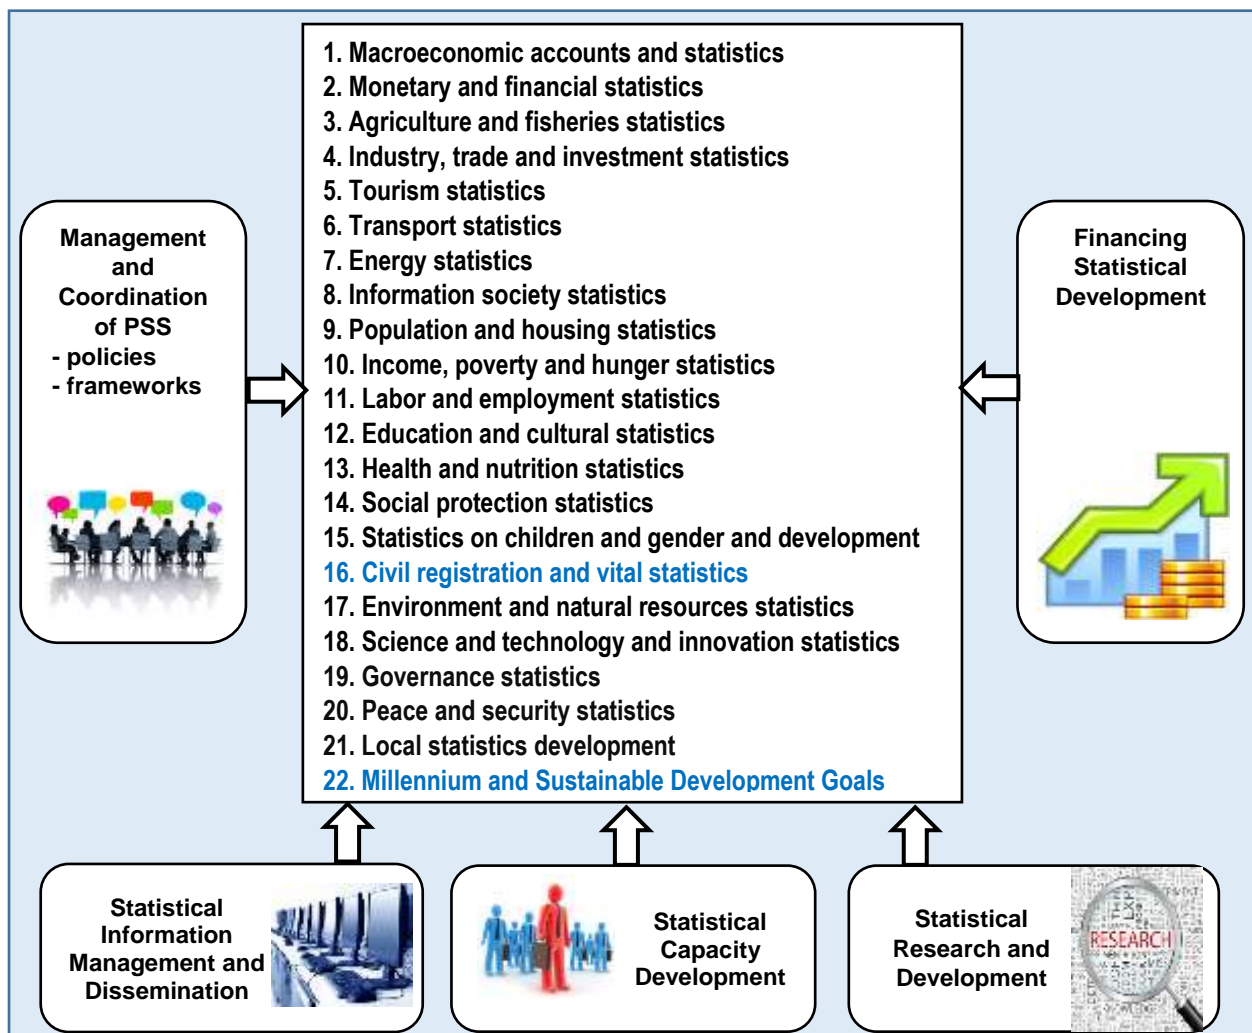 1. Macroeconomic accounts and statistics
2. Monetary and financial statistics
3. Agriculture and fisheries statistics
4. Industry, trade and investment statistics
5. Tourism statistics
6. Transport statistics
7. Energy statistics
8. Information society statistics
9. Population and housing statistics
10. Income, poverty and hunger statistics
11. Labor and employment statistics
12. Education and cultural statistics
13. Health and nutrition statistics
14. Social protection statistics
15. Statistics on children and gender and development
16. Civil registration and vital statistics
17. Environment and natural resources statistics
18. Science and technology and innovation statistics
19. Governance statistics
20. Peace and security statistics
21. Local statistics development
22. Millennium and Sustainable Development Goals
Management
and
Coordination
of PSS
- policies
- frameworks
Financing
Statistical
Development
Statistical
Information
Management and
Dissemination
Statistical
Capacity
Development
Statistical
Research and
Development
RESEARCH